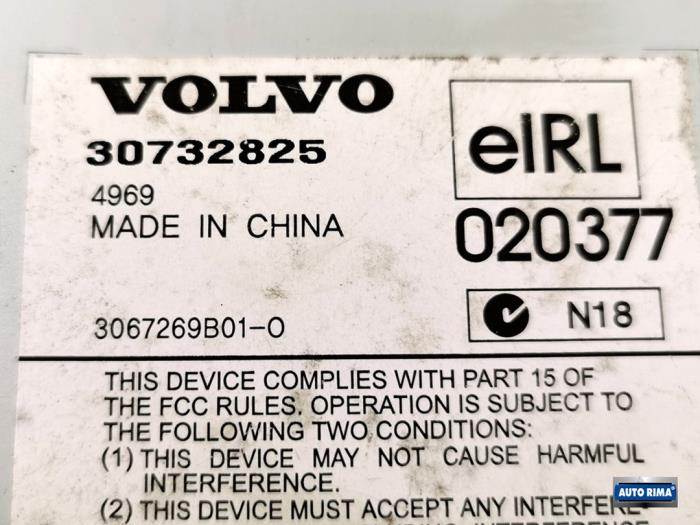 VOLVO
30732825
4969
MADE IN CHINA
eIRL
020377
3067269B01-0
N18
THIS DEVICE COMPLIES WITH PART 15 OF
THE FCC RULES. OPERATION IS SUBJECT TO
THE FOLLOWING TWO CONDITIONS:
(1) THIS DEVICE MAY NOT CAUSE HARMFUL
INTERFERENCE.
(2) THIS DEVICE MUST ACCEPT ANY INTERFERE-
AUTO RIMA